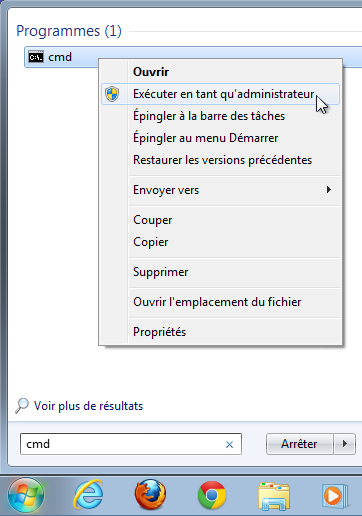 Programmes (1)
cmd
Ouvrir
Exécuter en tant qu'administrateur
Épingler à la barre des tâches
Épingler au menu Démarrer
Restaurer les versions précédentes
Envoyer vers
Couper
Copier
Supprimer
Ouvrir l'emplacement du fichier
Propriétés
Voir plus de résultats
cmd
Arrêter